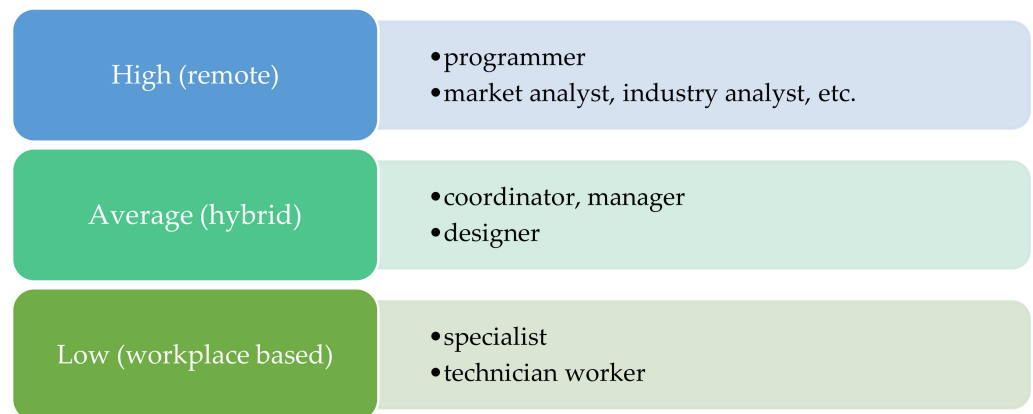 High (remote)
•programmer
•market analyst, industry analyst, etc.
Average (hybrid)
•coordinator, manager
•designer
Low (workplace based)
•specialist
•technician worker